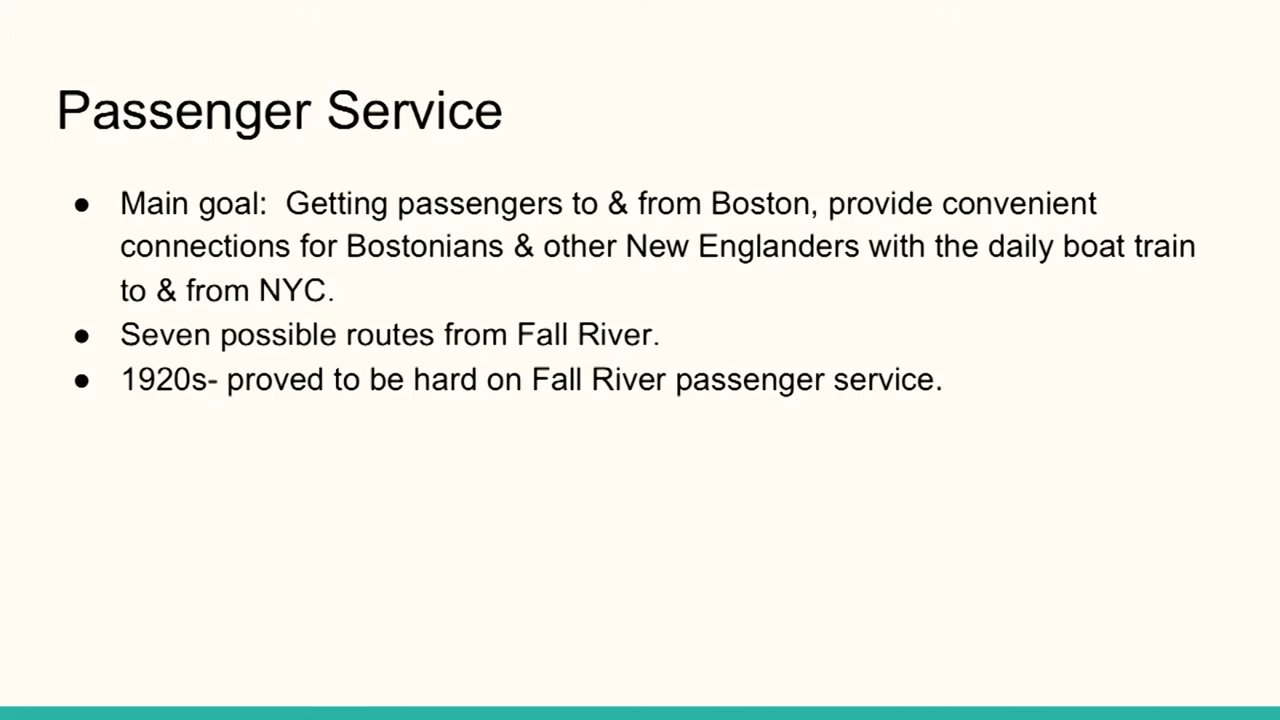 Passenger Service
● Main goal:  Getting passengers to & from Boston, provide convenient
connections for Bostonians & other New Englanders with the daily boat train
to & from NYC.
● Seven possible routes from Fall River.
● 1920s- proved to be hard on Fall River passenger service.